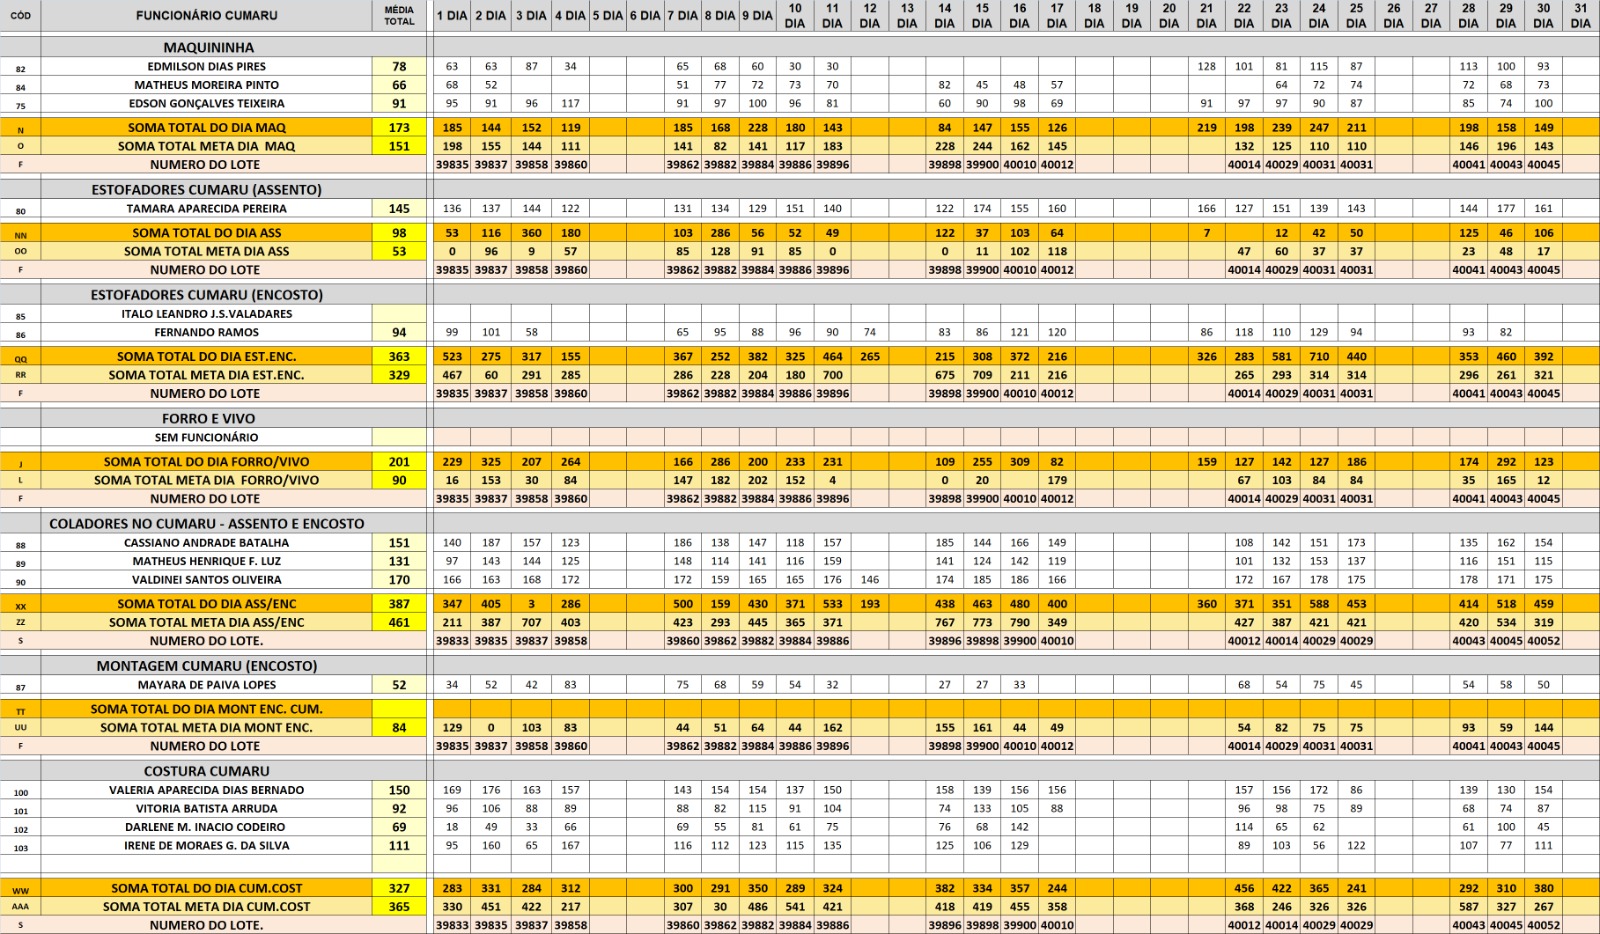 CÓD FUNCIONÁRIO CUMARU MÉDIA TOTAL 1 DIA 2 DIA 3 DIA 4 DIA 5 DIA 6 DIA 7 DIA 8 DIA 9 DIA 10 DIA 11 DIA 12 DIA 13 DIA 14 DIA 15 DIA 16 DIA 17 DIA 18 DIA 19 DIA 20 DIA 21 DIA 22 DIA 23 DIA 24 DIA 25 DIA 26 DIA 27 DIA 28 DIA 29 DIA 30 DIA 31 DIA
MAQUININHA
82 EDMILSON DIAS PIRES 78 63 63 87 34 65 68 60 30 30 128 101 81 115 87 113 100 93
84 MATHEUS MOREIRA PINTO 66 68 52 51 77 72 73 70 82 45 48 57 64 72 74 72 68 73
75 EDSON GONÇALVES TEIXEIRA 91 95 91 96 117 91 97 100 96 81 60 90 98 69 91 97 97 90 87 85 74 100
N SOMA TOTAL DO DIA MAQ 173 185 144 152 119 185 168 228 180 143 84 147 155 126 219 198 239 247 211 198 158 149
O SOMA TOTAL META DIA MAQ 151 198 155 144 111 141 82 141 117 183 228 244 162 145 132 125 110 110 146 196 143
F NUMERO DO LOTE 39835 39837 39858 39860 39862 39882 39884 39886 39896 39898 39900 40010 40012 40014 40029 40031 40031 40041 40043 40045
ESTOFADORES CUMARU (ASSENTO)
80 TAMARA APARECIDA PEREIRA 145 136 137 144 122 131 134 129 151 140 122 174 155 160 166 127 151 139 143 144 177 161
NN SOMA TOTAL DO DIA ASS 98 53 116 360 180 103 286 56 52 49 122 37 103 64 7 12 42 50 125 46 106
OO SOMA TOTAL META DIA ASS 53 0 96 9 57 85 128 91 85 0 0 11 102 118 47 60 37 37 23 48 17
F NUMERO DO LOTE 39835 39837 39858 39860 39862 39882 39884 39886 39896 39898 39900 40010 40012 40014 40029 40031 40031 40041 40043 40045
ESTOFADORES CUMARU (ENCOSTO)
85 ITALO LEANDRO J.S.VALADARES
86 FERNANDO RAMOS 94 99 101 58 65 95 88 96 90 74 83 86 121 120 86 118 110 129 94 93 82
QQ SOMA TOTAL DO DIA EST.ENC. 363 523 275 317 155 367 252 382 325 464 265 215 308 372 216 326 283 581 710 440 353 460 392
RR SOMA TOTAL META DIA EST.ENC. 329 467 60 291 285 286 228 204 180 700 675 709 211 216 265 293 314 314 296 261 321
F NUMERO DO LOTE 39835 39837 39858 39860 39862 39882 39884 39886 39896 39898 39900 40010 40012 40014 40029 40031 40031 40041 40043 40045
FORRO E VIVO
SEM FUNCIONÁRIO
J SOMA TOTAL DO DIA FORRO/VIVO 201 229 325 207 264 166 286 200 233 231 109 255 309 82 159 127 142 127 186 174 292 123
L SOMA TOTAL META DIA FORRO/VIVO 90 16 153 30 84 147 182 202 152 4 0 20 179 67 103 84 84 35 165 12
F NUMERO DO LOTE 39835 39837 39858 39860 39862 39882 39884 39886 39896 39898 39900 40010 40012 40014 40029 40031 40031 40041 40043 40045
COLADORES NO CUMARU - ASSENTO E ENCOSTO
88 CASSIANO ANDRADE BATALHA 151 140 187 157 123 186 138 147 118 157 185 144 166 149 108 142 151 173 135 162 154
89 MATHEUS HENRIQUE F. LUZ 131 97 143 144 125 148 114 141 116 159 141 124 142 119 101 132 153 137 116 151 115
90 VALDINEI SANTOS OLIVEIRA 170 166 163 168 172 172 159 165 165 176 146 174 185 186 166 172 167 178 175 178 171 175
XX SOMA TOTAL DO DIA ASS/ENC 387 347 405 3 286 500 159 430 371 533 193 438 463 480 400 360 371 351 588 453 414 518 459
ZZ SOMA TOTAL META DIA ASS/ENC 461 211 387 707 403 423 293 445 365 371 767 773 790 349 427 387 421 421 420 534 319
S NUMERO DO LOTE. 39833 39835 39837 39858 39860 39862 39882 39884 39886 39896 39898 39900 40010 40012 40014 40029 40029 40043 40045 40052
MONTAGEM CUMARU (ENCOSTO)
87 MAYARA DE PAIVA LOPES 52 34 52 42 83 75 68 59 54 32 27 27 33 68 54 75 45 54 58 50
TT SOMA TOTAL DO DIA MONT ENC. CUM.
UU SOMA TOTAL META DIA MONT ENC. 84 129 0 103 83 44 51 64 44 162 155 161 44 49 54 82 75 75 93 59 144
F NUMERO DO LOTE 39835 39837 39858 39860 39862 39882 39884 39886 39896 39898 39900 40010 40012 40014 40029 40031 40031 40041 40043 40045
COSTURA CUMARU
100 VALERIA APARECIDA DIAS BERNADO 150 169 176 163 157 143 154 154 137 150 158 139 156 156 157 156 172 86 139 130 154
101 VITORIA BATISTA ARRUDA 92 96 106 88 89 88 82 115 91 104 74 133 105 88 96 98 75 89 68 74 87
102 DARLENE M. INACIO CODEIRO 69 18 49 33 66 69 55 81 61 75 76 68 142 114 65 62 61 100 45
103 IRENE DE MORAES G. DA SILVA 111 95 160 65 167 116 112 123 115 135 125 106 129 89 103 56 122 107 77 111
WW SOMA TOTAL DO DIA CUM.COST 327 283 331 284 312 300 291 350 289 324 382 334 357 244 456 422 365 241 292 310 380
AAA SOMA TOTAL META DIA CUM.COST 365 330 451 422 217 307 30 486 541 421 418 419 455 358 368 246 326 326 587 327 267
S NUMERO DO LOTE. 39833 39835 39837 39858 39860 39862 39882 39884 39886 39896 39898 39900 40010 40012 40014 40029 40029 40043 40045 40052